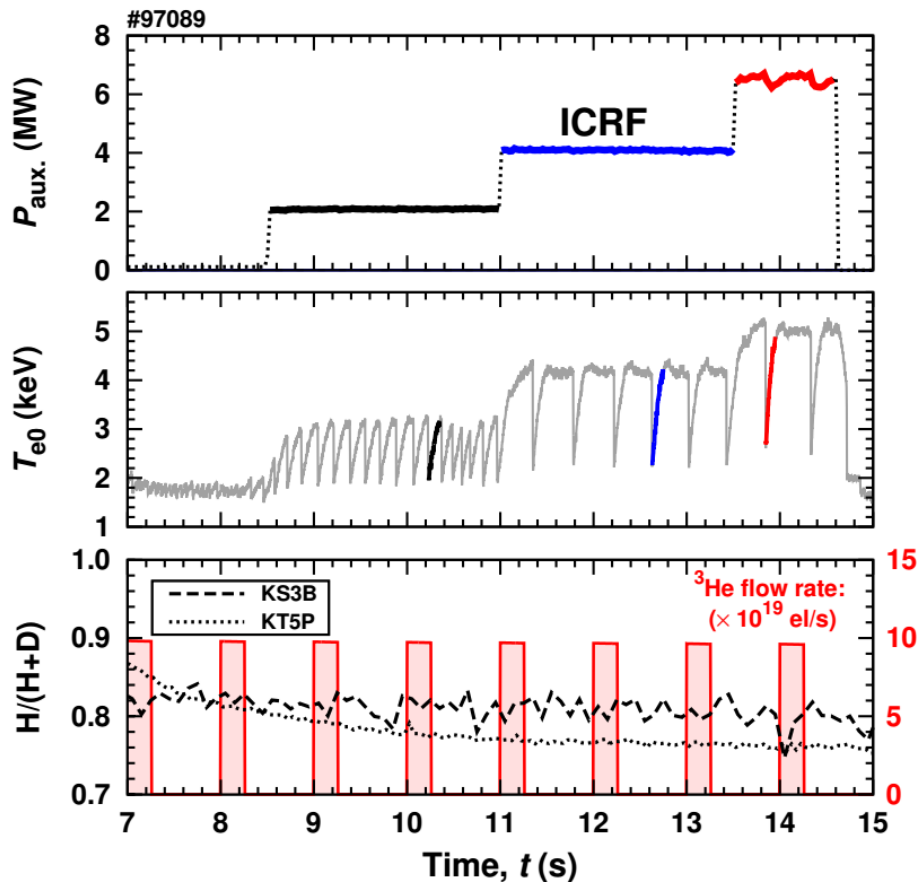 #97089
8
6
4
2
0
P_aux. (MW)
ICRF
5
4
3
2
1
T_e0 (keV)
1.0
0.9
0.8
0.7
H/(H+D)
KS3B
KT5P
³He flow rate:
(× 10¹⁹ el/s)
15
10
5
0
7 8 9 10 11 12 13 14 15
Time, t (s)